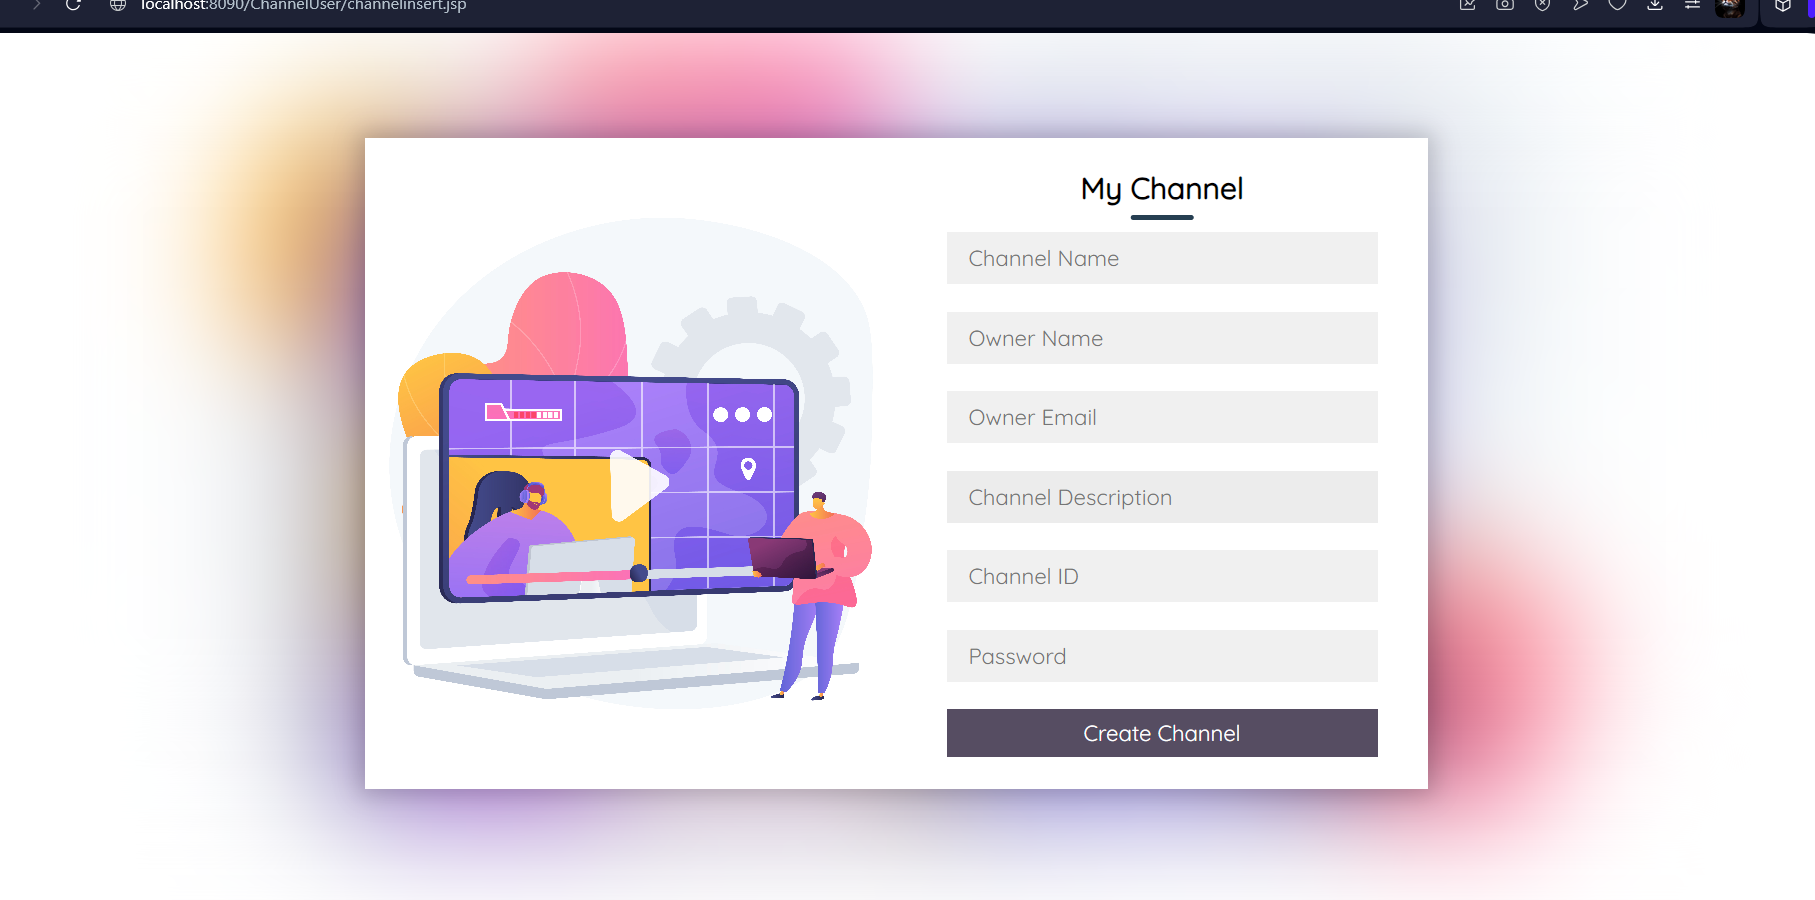 localhost:8090/ChannelUser/channelinsert.jsp
My Channel
Channel Name
Owner Name
Owner Email
Channel Description
Channel ID
Password
Create Channel